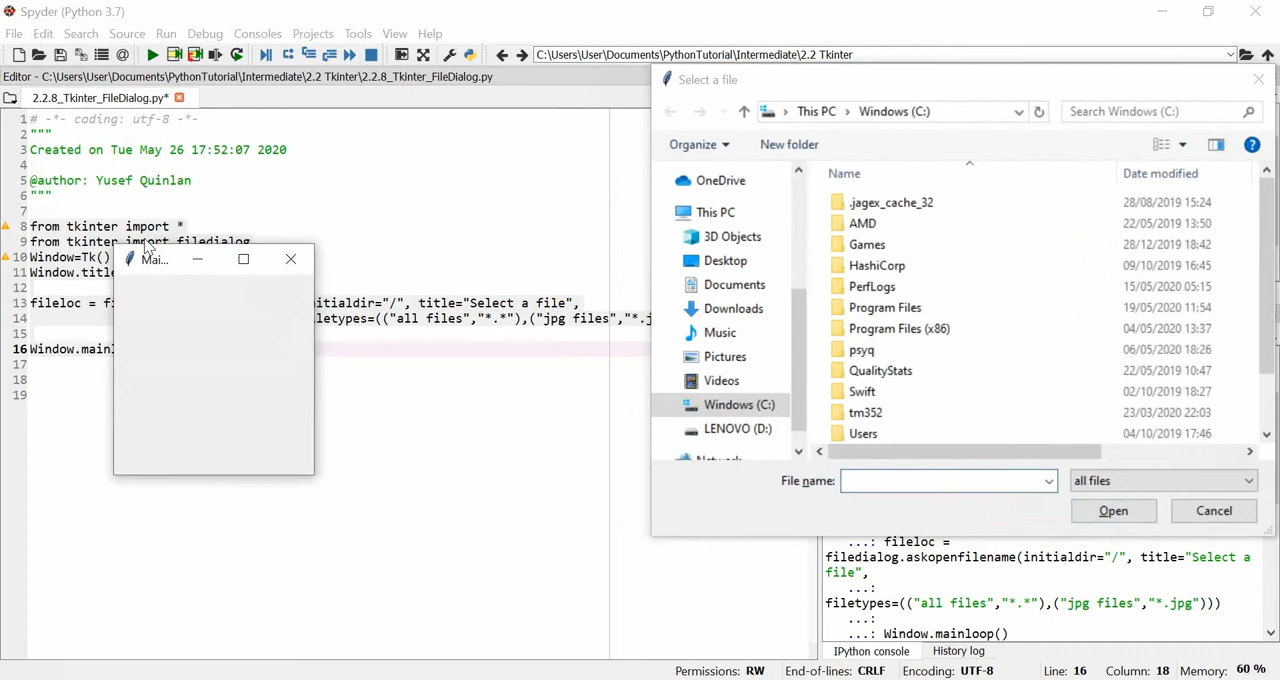 Spyder (Python 3.7)
File Edit Search Source Run Debug Consoles Projects Tools View Help
C:\Users\User\Documents\PythonTutorial\Intermediate\2.2 Tkinter
Editor - C:\Users\User\Documents\PythonTutorial\Intermediate\2.2 Tkinter\2.2.8_Tkinter_FileDialog.py
2.2.8_Tkinter_FileDialog.py*
1 # -*- coding: utf-8 -*-
2 """
3 Created on Tue May 26 17:52:07 2020
4
5 @author: Yusef Quinlan
6 """
7
8 from tkinter import *
9 from tkinter import filedialog
10 Window=Tk()
11 Window.title
12
13 fileloc = fi itialdir="/", title="Select a file",
14 letypes=(("all files","*.*"),("jpg files","*.j
15
16 Window.mainl
17
18
19
Mai...
Select a file
This PC > Windows (C:)
Search Windows (C:)
Organize New folder
OneDrive
This PC
3D Objects
Desktop
Documents
Downloads
Music
Pictures
Videos
Windows (C:)
LENOVO (D:)
Network
Name Date modified
.jagex_cache_32 28/08/2019 15:24
AMD 22/05/2019 13:50
Games 28/12/2019 18:42
HashiCorp 09/10/2019 16:45
PerfLogs 15/05/2020 05:15
Program Files 19/05/2020 11:54
Program Files (x86) 04/05/2020 13:37
psyq 06/05/2020 18:26
QualityStats 22/05/2019 10:47
Swift 02/10/2019 18:27
tm352 23/03/2020 22:03
Users 04/10/2019 17:46
File name: all files
Open Cancel
...: fileloc =
filedialog.askopenfilename(initialdir="/", title="Select a
file",
...:
filetypes=(("all files","*.*"),("jpg files","*.jpg")))
...:
...: Window.mainloop()
IPython console History log
Permissions: RW End-of-lines: CRLF Encoding: UTF-8 Line: 16 Column: 18 Memory: 60 %